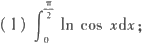 (1) ∫₀^{π/2} ln cos xdx;